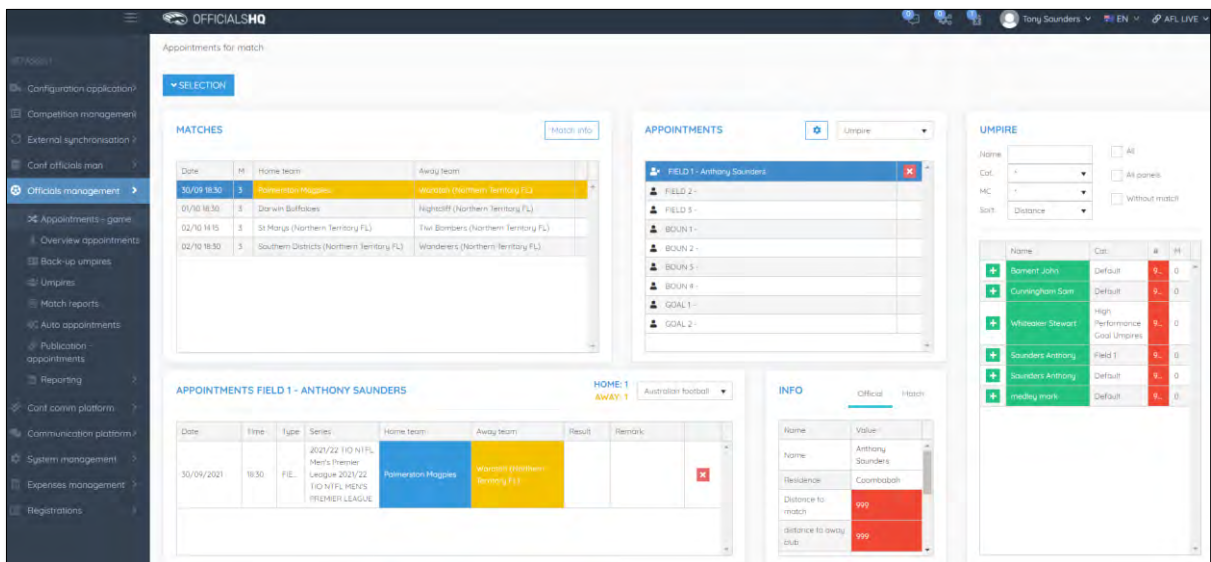 OFFICIALSHQ
Tony Saunders
EN
AFL LIVE
Appointments for match
SELECTION
Configuration application
Competition management
External synchronisation
Conf officials man
Officials management
Appointments - game
Overview appointments
Back-up umpires
Umpires
Match reports
Auto appointments
Publication -
appointments
Reporting
Conf comm platform
Communication platform
System management
Expenses management
Registrations
MATCHES
Match info
Date M Home team Away team
30/09 18:30 3 Palmerston Magpies Waratah (Northern Territory FL)
01/10 18:30 3 Darwin Buffaloes Nightcliff (Northern Territory FL)
02/10 14:15 3 St Marys (Northern Territory FL) Tiwi Bombers (Northern Territory FL)
02/10 18:30 3 Southern Districts (Northern Territory FL) Wanderers (Northern Territory FL)
APPOINTMENTS
Umpire
FIELD 1 - Anthony Saunders
FIELD 2 -
FIELD 3 -
BOUN 1 -
BOUN 2 -
BOUN 3 -
BOUN 4 -
GOAL 1 -
GOAL 2 -
UMPIRE
Name
All
Cat. *
All panels
MC *
Without match
Sort Distance
Name Cat. # M
Bament John Default 9... 0
Cunningham Sam Default 9... 0
Whiteaker Stewart High Performance Goal Umpires 9... 0
Saunders Anthony Field 1 9... 0
Saunders Anthony Default 9... 0
medley mark Default 9... 0
APPOINTMENTS FIELD 1 - ANTHONY SAUNDERS
HOME: 1
AWAY: 1
Australian football
Date Time Type Series Home team Away team Result Remark
30/09/2021 18:30 FIE...
2021/22 TIO NTFL
Men's Premier
League 2021/22
TIO NTFL MEN'S
PREMIER LEAGUE
Palmerston Magpies
Waratah (Northern
Territory FL)
INFO
Official Match
Name Value
Name Anthony Saunders
Residence Coombabah
Distance to match 999
distance to away club 999